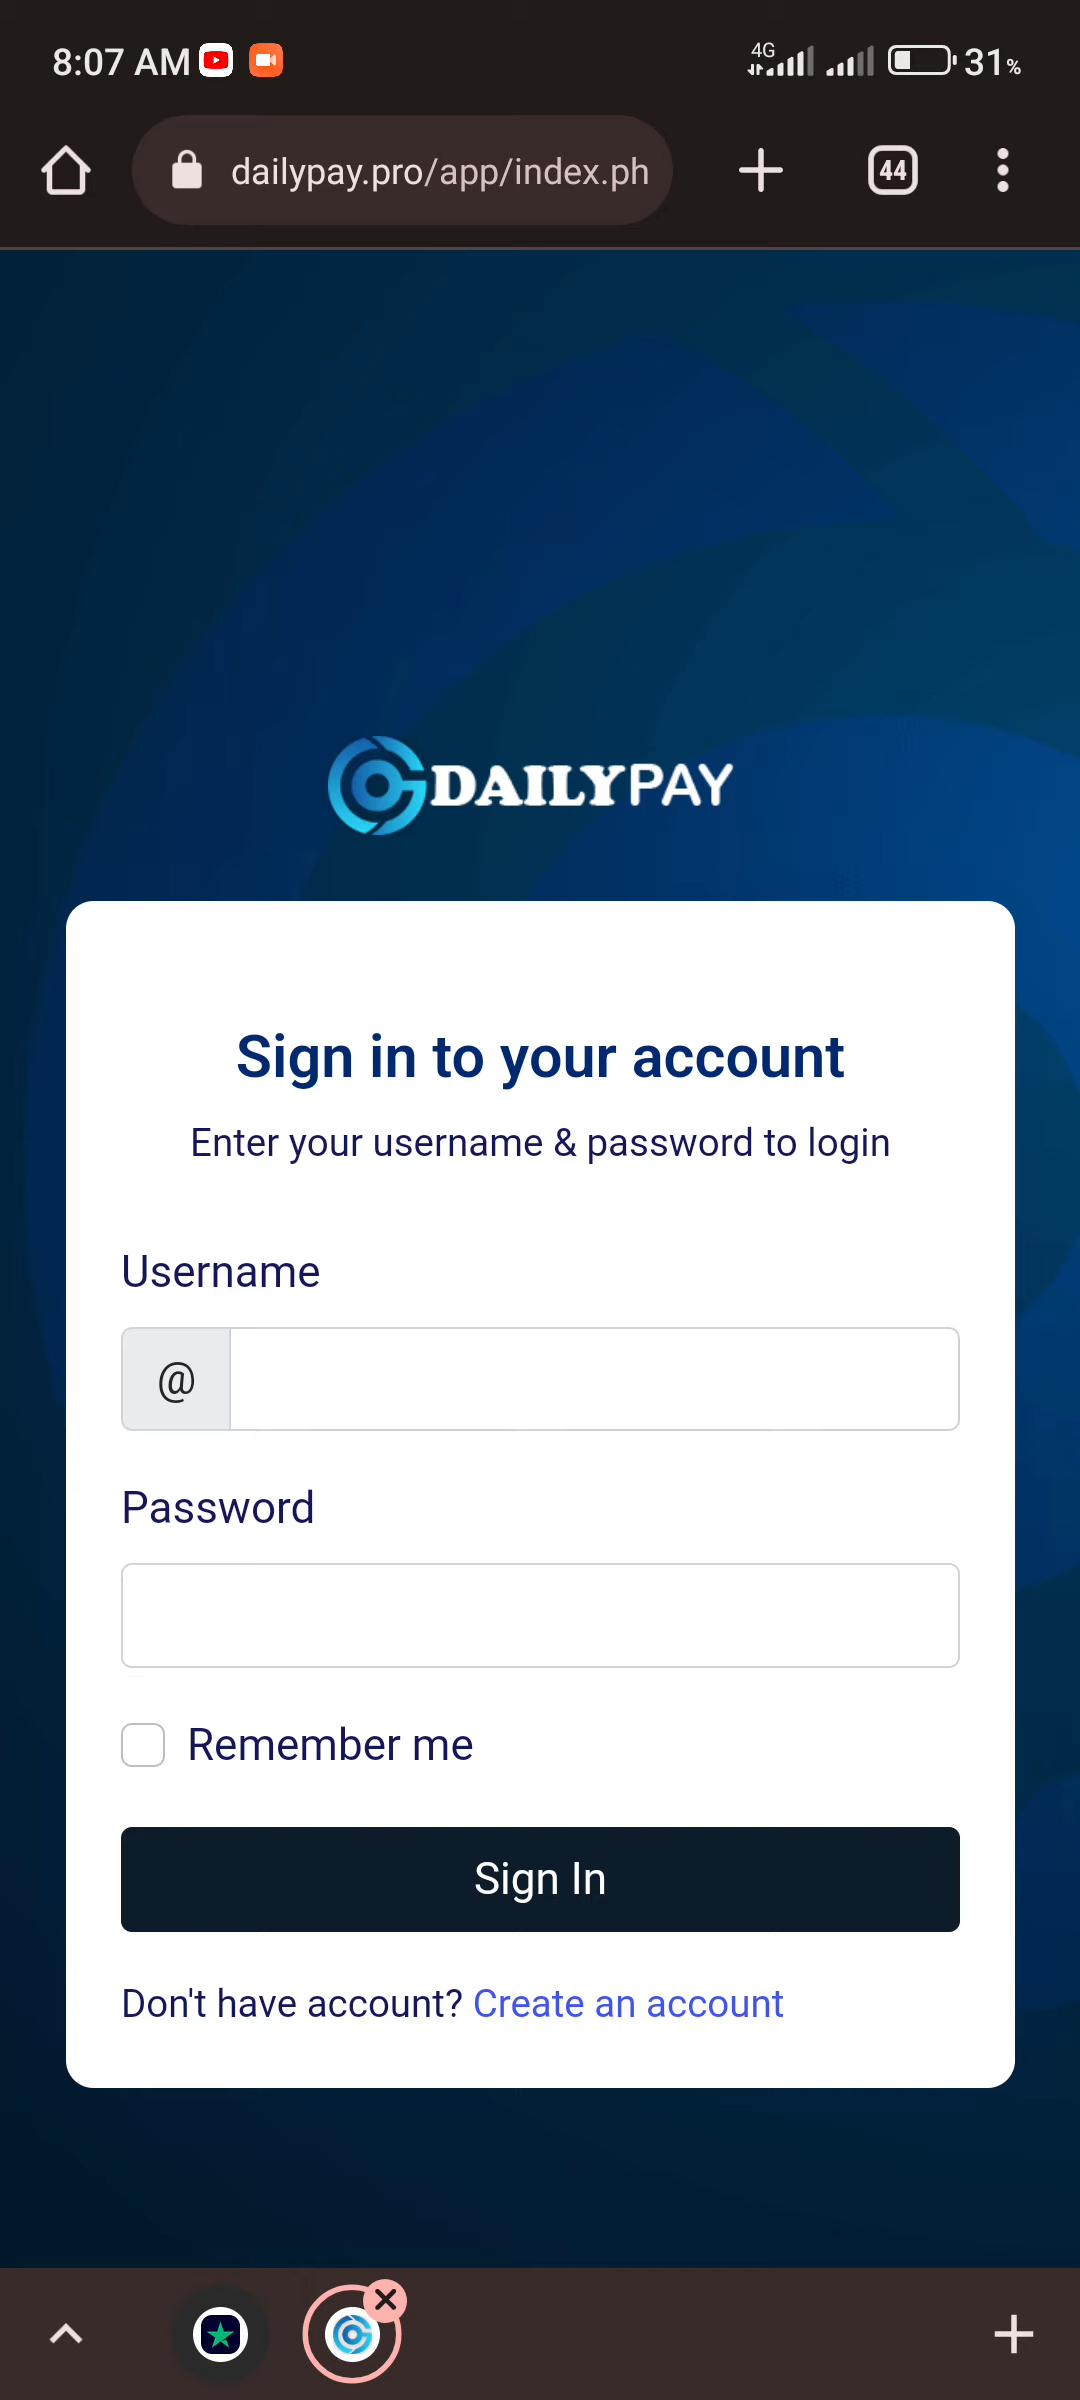 8:07 AM
4G
31%
dailypay.pro/app/index.ph
44
DAILYPAY
Sign in to your account
Enter your username & password to login
Username
@
Password
Remember me
Sign In
Don't have account? Create an account